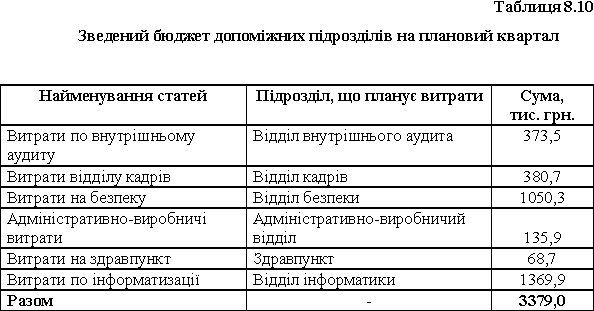 Таблиця 8.10
Зведений бюджет допоміжних підрозділів на плановий квартал
Найменування статей Підрозділ, що планує витрати Сума, тис. грн.
Витрати по внутрішньому аудиту Відділ внутрішнього аудита 373,5
Витрати відділу кадрів Відділ кадрів 380,7
Витрати на безпеку Відділ безпеки 1050,3
Адміністративно-виробничі витрати Адміністративно-виробничий відділ 135,9
Витрати на здравпункт Здравпункт 68,7
Витрати по інформатизації Відділ інформатики 1369,9
Разом - 3379,0